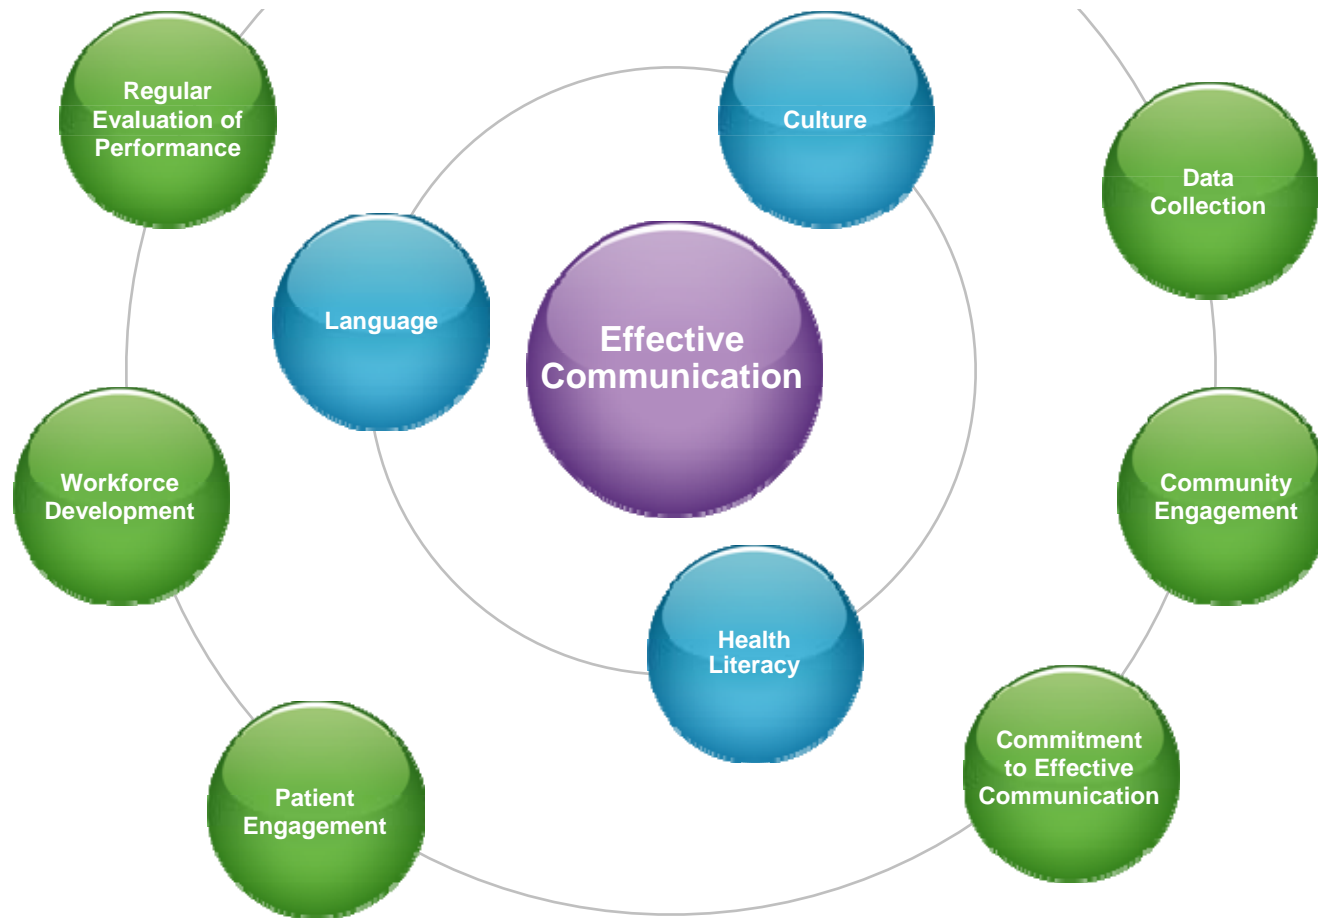 Regular
Evaluation of
Performance
Culture
Data
Collection
Language
Effective
Communication
Workforce
Development
Community
Engagement
Health
Literacy
Commitment
to Effective
Communication
Patient
Engagement